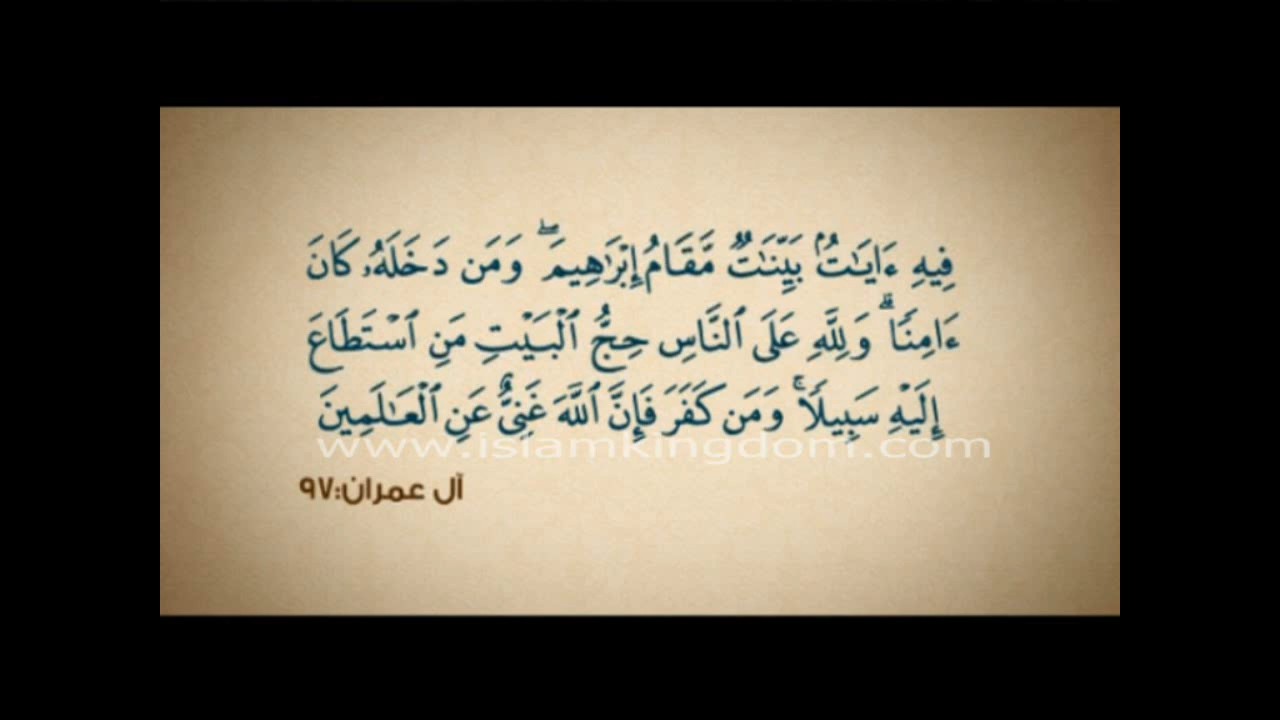 فِيهِ ءَايَٰتُۢ بَيِّنَٰتٞ مَّقَامُ إِبۡرَٰهِيمَۖ وَمَن دَخَلَهُۥ كَانَ
ءَامِنٗاۗ وَلِلَّهِ عَلَى ٱلنَّاسِ حِجُّ ٱلۡبَيۡتِ مَنِ ٱسۡتَطَاعَ
إِلَيۡهِ سَبِيلٗاۚ وَمَن كَفَرَ فَإِنَّ ٱللَّهَ غَنِيٌّ عَنِ ٱلۡعَٰلَمِينَ
www.islamkingdom.com
آل عمران:٩٧